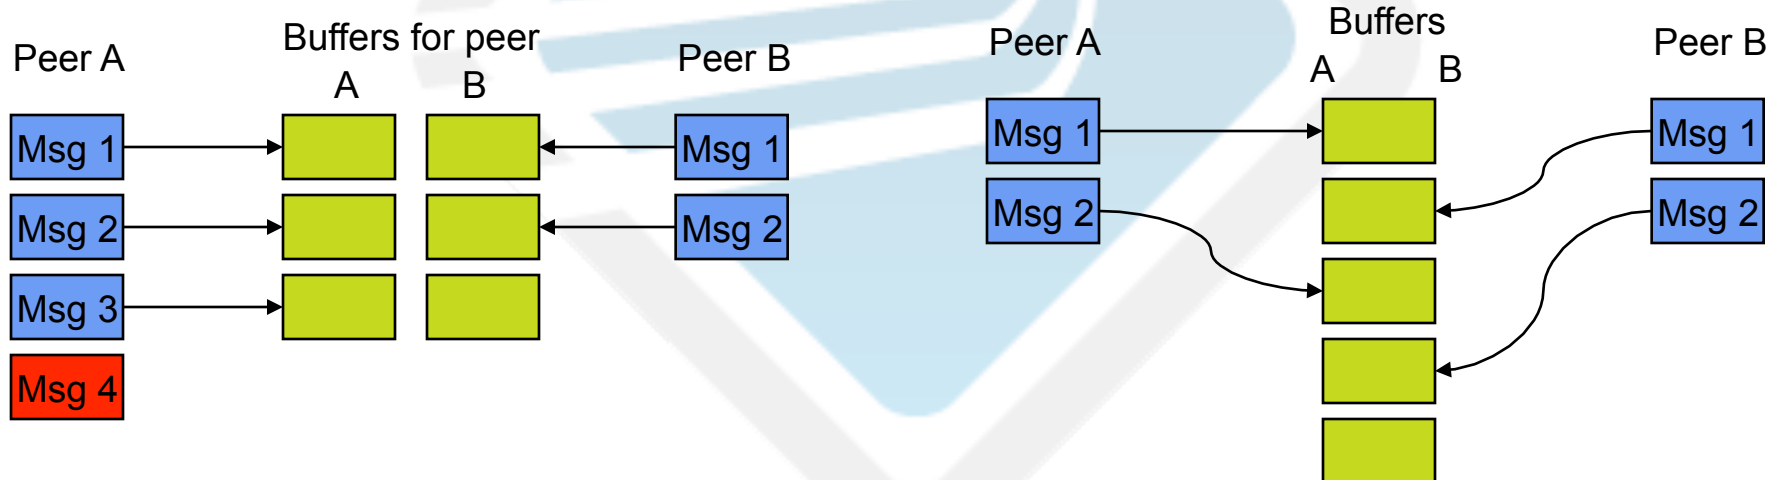 Buffers for peer
Peer A
Peer B
A
B
Msg 1
Msg 1
Msg 2
Msg 2
Msg 3
Msg 4
Buffers
Peer A
Peer B
A
B
Msg 1
Msg 1
Msg 2
Msg 2